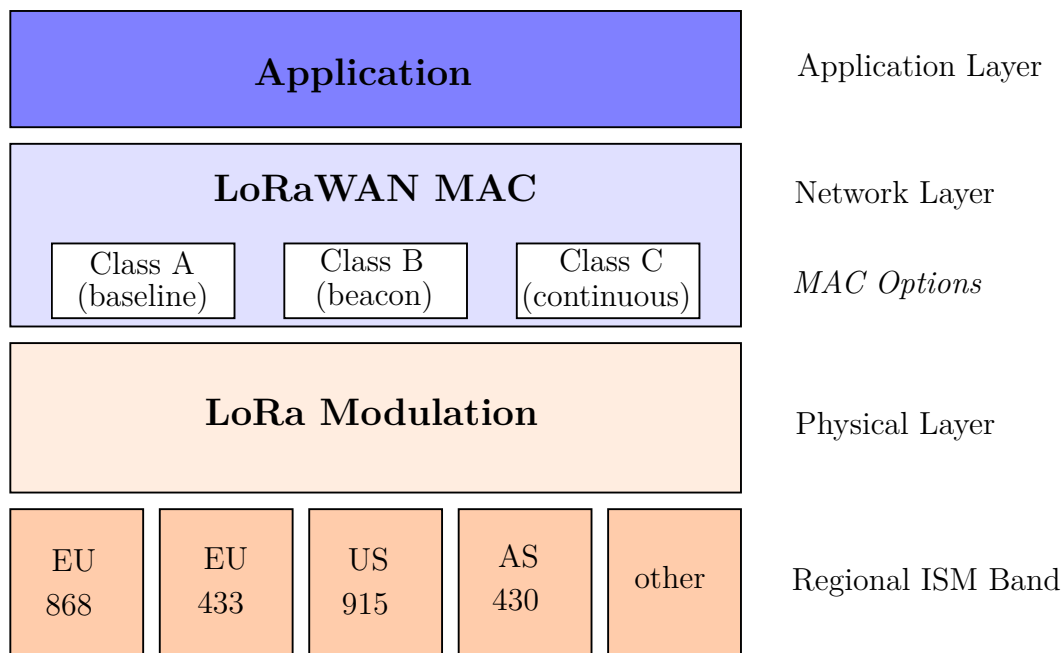 Application
Application Layer
LoRaWAN MAC
Network Layer
Class A
(baseline)
Class B
(beacon)
Class C
(continuous)
MAC Options
LoRa Modulation
Physical Layer
EU
868
EU
433
US
915
AS
430
other
Regional ISM Band